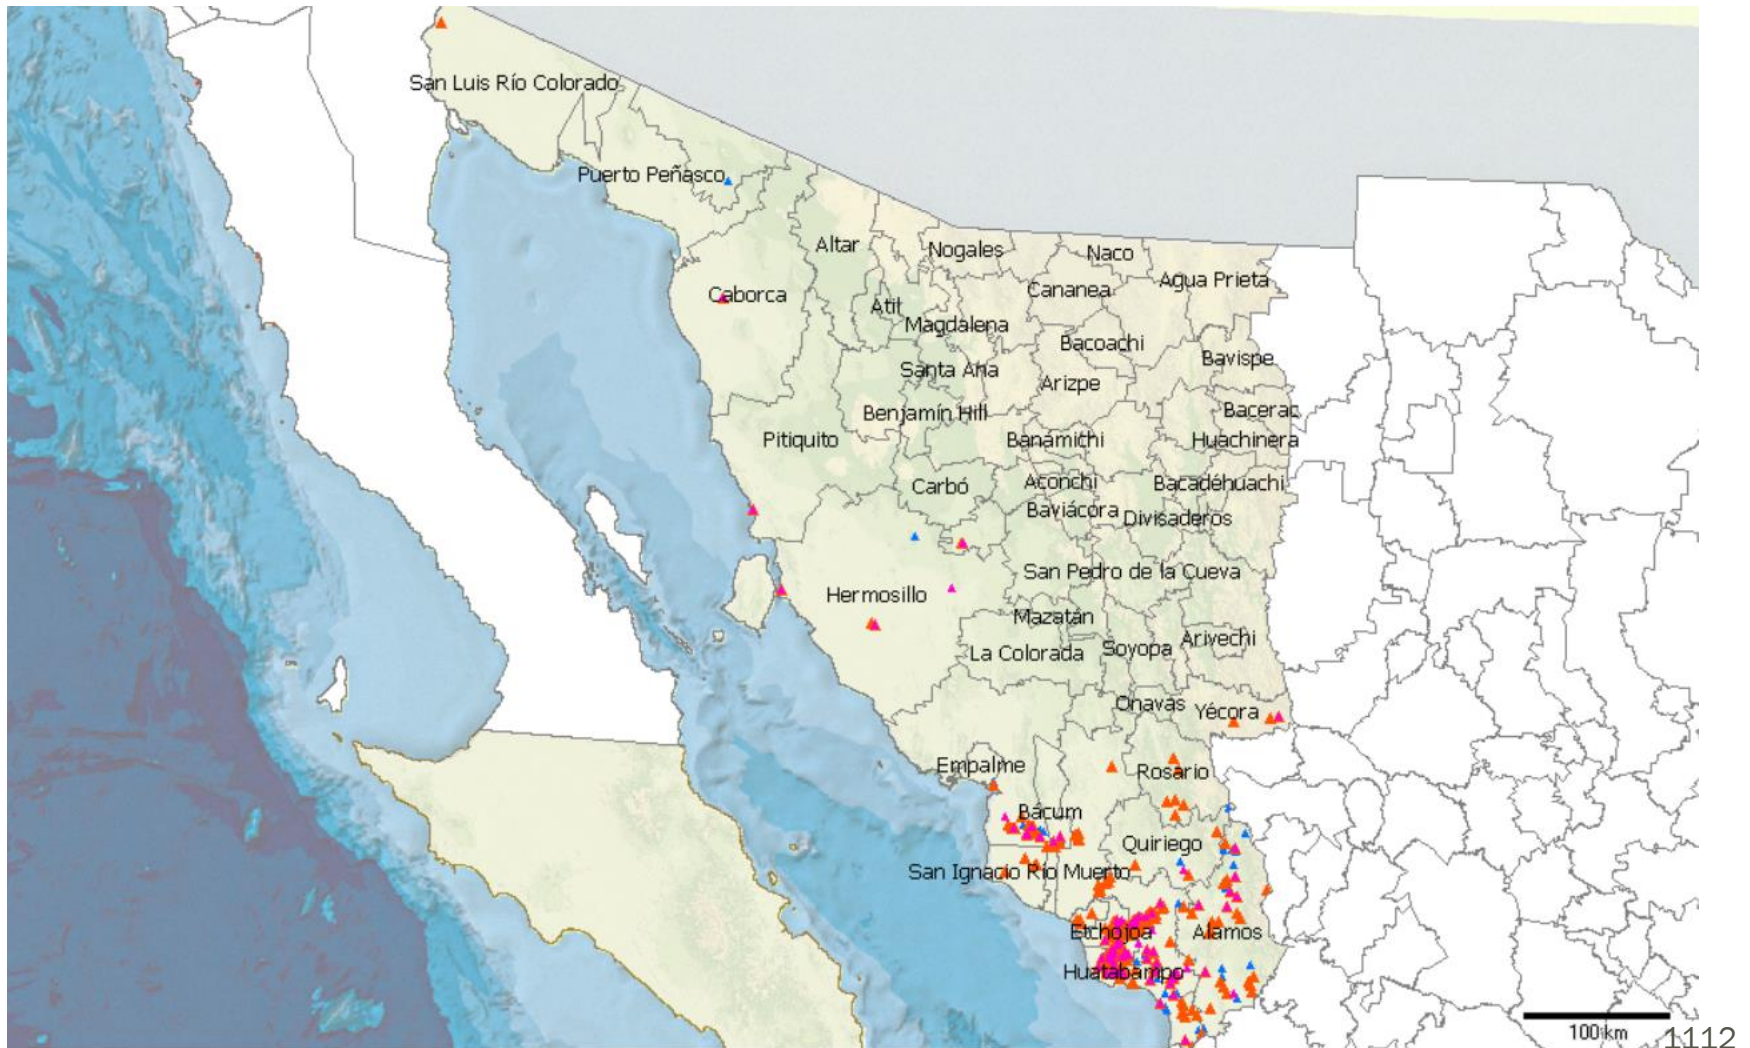 San Luis Río Colorado
Puerto Peñasco
Altar
Nogales
Naco
Agua Prieta
Cananea
Caborca
Atil
Magdalena
Bacoachi
Bavispe
Santa Ana
Arizpe
Bacerac
Benjamín Hill
Pitiquito
Banámichi
Huachinera
Carbó
Aconchi
Bacadéhuachi
Baviácora
Divisaderos
San Pedro de la Cueva
Hermosillo
Mazatán
Arivechi
La Colorada
Soyopa
Onavas
Yécora
Empalme
Rosario
Bácum
Quiriego
San Ignacio Río Muerto
Etchojoa
Alamos
Huatabampo
100 km
1112